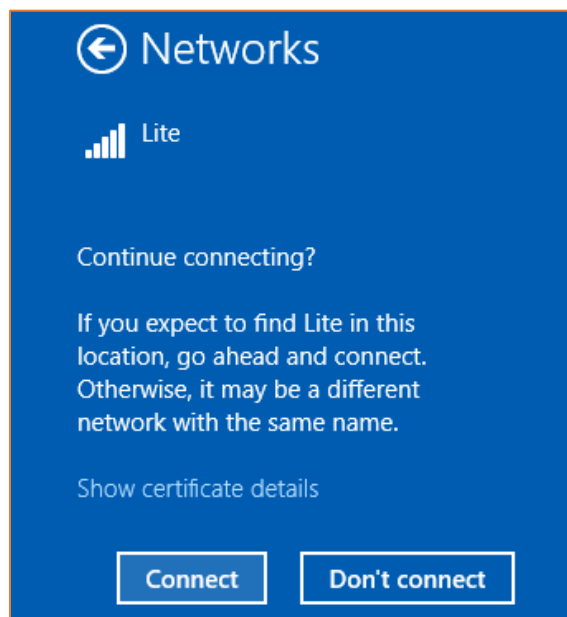 Networks
Lite
Continue connecting?
If you expect to find Lite in this
location, go ahead and connect.
Otherwise, it may be a different
network with the same name.
Show certificate details
Connect Don't connect